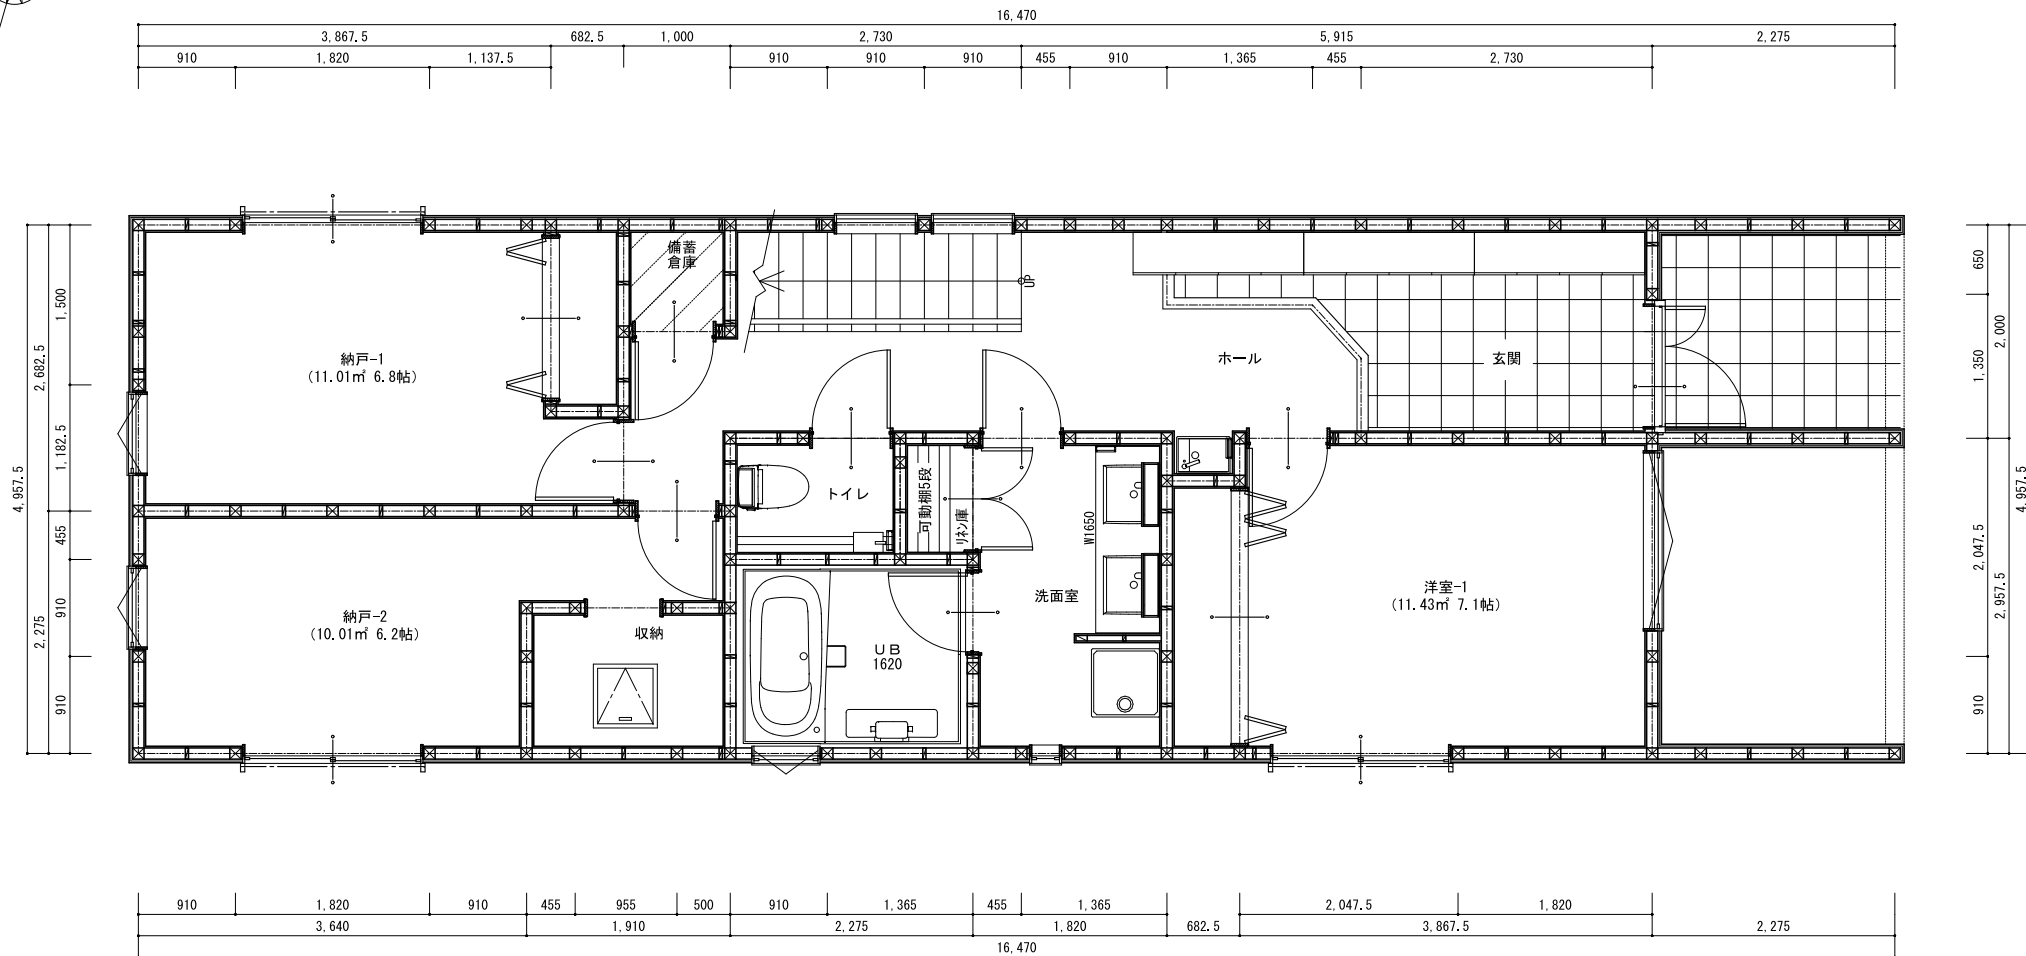 16,470
3,867.5 682.5 1,000 2,730 5,915 2,275
910 1,820 1,137.5 910 910 910 455 910 1,365 455 2,730
備蓄
倉庫
UP
納戸-1
(11.01㎡ 6.8帖)
ホール
玄関
トイレ
可動棚5段
リネン庫
W1650
洗面室
洋室-1
(11.43㎡ 7.1帖)
納戸-2
(10.01㎡ 6.2帖)
収納
UB
1620
4,957.5
2,682.5
2,275
1,500
1,182.5
455
910
910
650
1,350
2,047.5
910
2,000
2,957.5
4,957.5
910 1,820 910 455 955 500 910 1,365 455 1,365 2,047.5 1,820
3,640 1,910 2,275 1,820 682.5 3,867.5 2,275
16,470